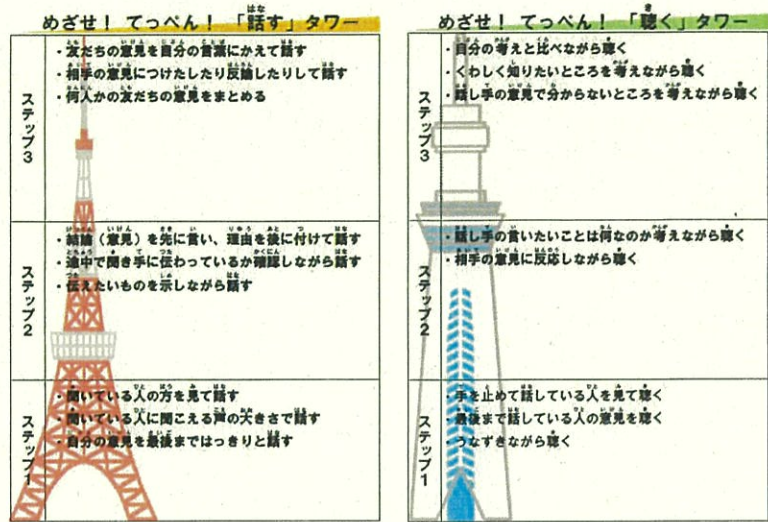 めざせ! てっぺん! 「話す」タワー
ステップ3
・友だちの意見を自分の言葉にかえて話す
・相手の意見につけたしたり反論したりして話す
・何人かの友だちの意見をまとめる
ステップ2
・結論(意見)を先に言い、理由を後に付けて話す
・途中で聞き手に伝わっているか確認しながら話す
・伝えたいものを示しながら話す
ステップ1
・聞いている人の方を見て話す
・聞いている人に聞こえる声の大きさで話す
・自分の意見を最後まではっきりと話す
めざせ! てっぺん! 「聴く」タワー
ステップ3
・自分の考えと比べながら聴く
・くわしく知りたいところを考えながら聴く
・話し手の意見で分からないところを考えながら聴く
ステップ2
・話し手の言いたいことは何なのか考えながら聴く
・相手の意見に反応しながら聴く
ステップ1
・手を止めて話している人を見て聴く
・最後まで話している人の意見を聴く
・うなずきながら聴く